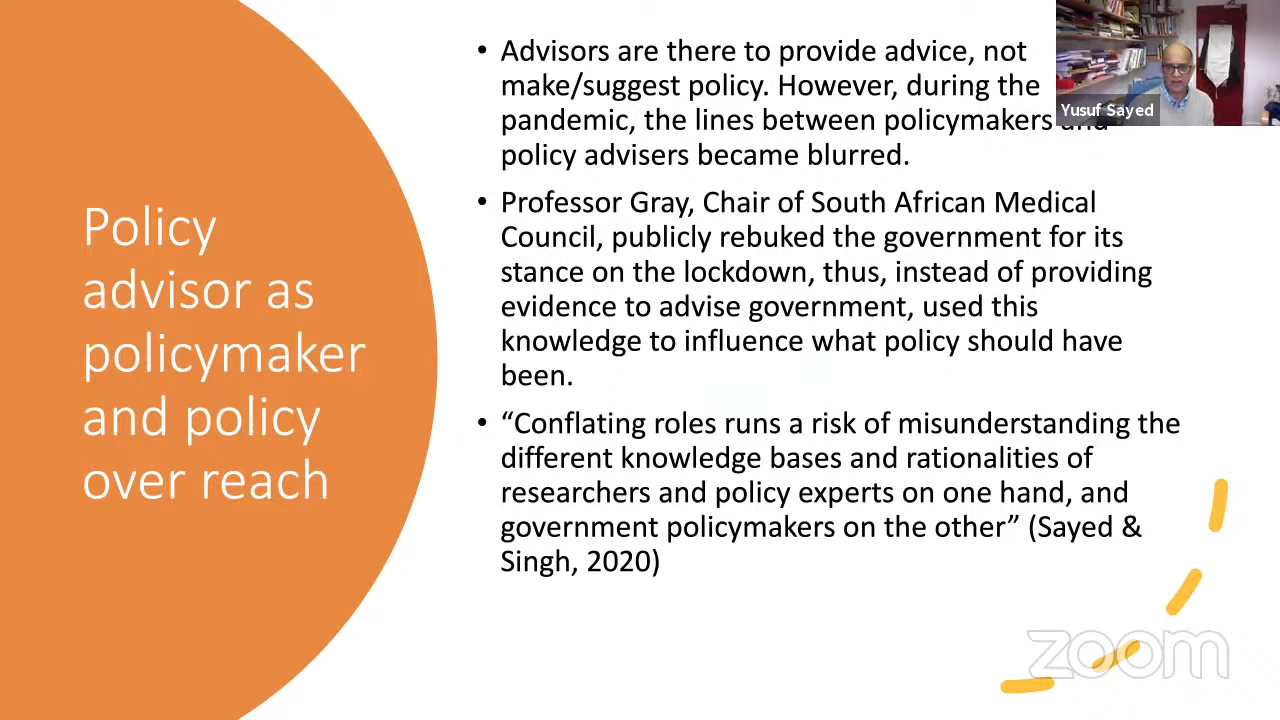 Policy
advisor as
policymaker
and policy
over reach
• Advisors are there to provide advice, not
make/suggest policy. However, during the
pandemic, the lines between policymakers and
policy advisers became blurred.
• Professor Gray, Chair of South African Medical
Council, publicly rebuked the government for its
stance on the lockdown, thus, instead of providing
evidence to advise government, used this
knowledge to influence what policy should have
been.
• “Conflating roles runs a risk of misunderstanding the
different knowledge bases and rationalities of
researchers and policy experts on one hand, and
government policymakers on the other” (Sayed &
Singh, 2020)
Yusuf Sayed
zoom